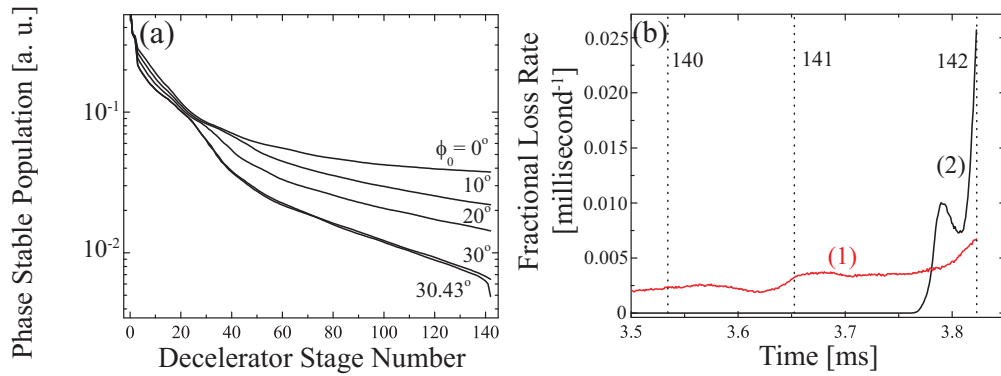 (a)
Phase Stable Population [a. u.]
10⁻¹
10⁻²
ϕ₀ = 0°
10°
20°
30°
30.43°
0 20 40 60 80 100 120 140
Decelerator Stage Number
(b)
Fractional Loss Rate
[millisecond⁻¹]
0.025
0.020
0.015
0.010
0.005
0
140
141
142
(2)
(1)
3.5 3.6 3.7 3.8
Time [ms]